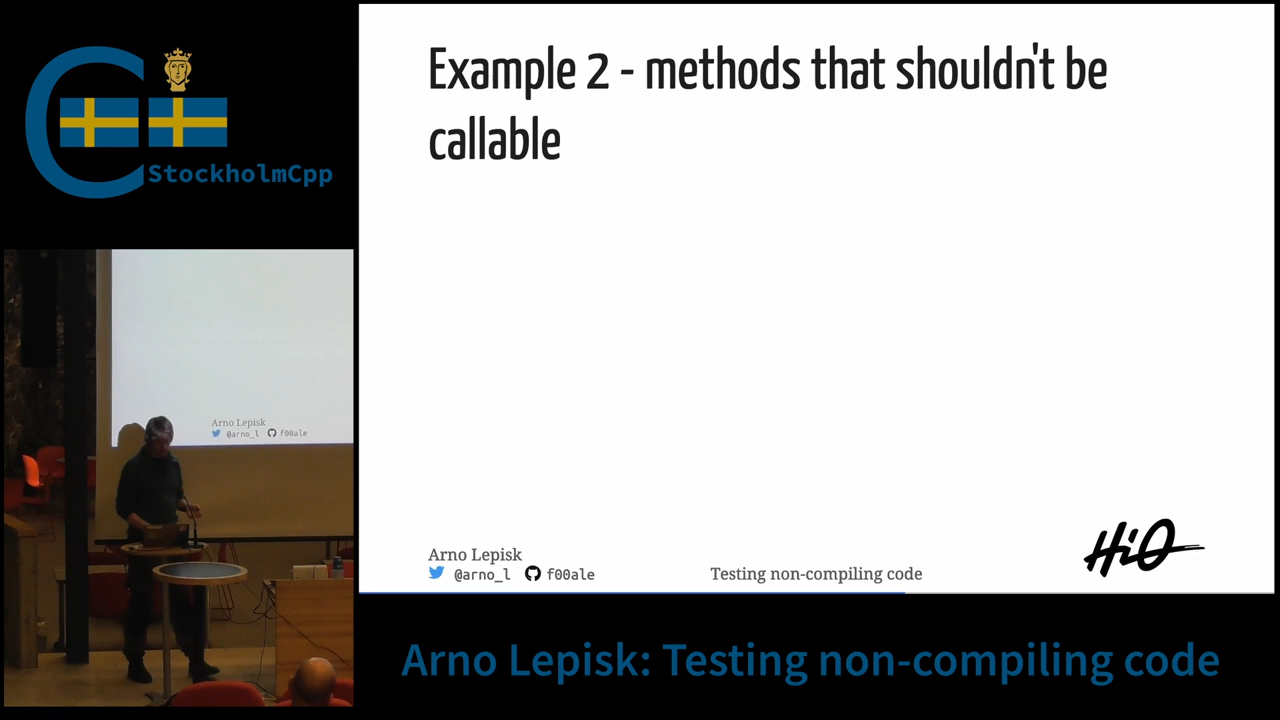 StockholmCpp
Example 2 - methods that shouldn't be
callable
Arno Lepisk
@arno_l f00ale
Arno Lepisk
@arno_l f00ale
Testing non-compiling code
HiQ
Arno Lepisk: Testing non-compiling code